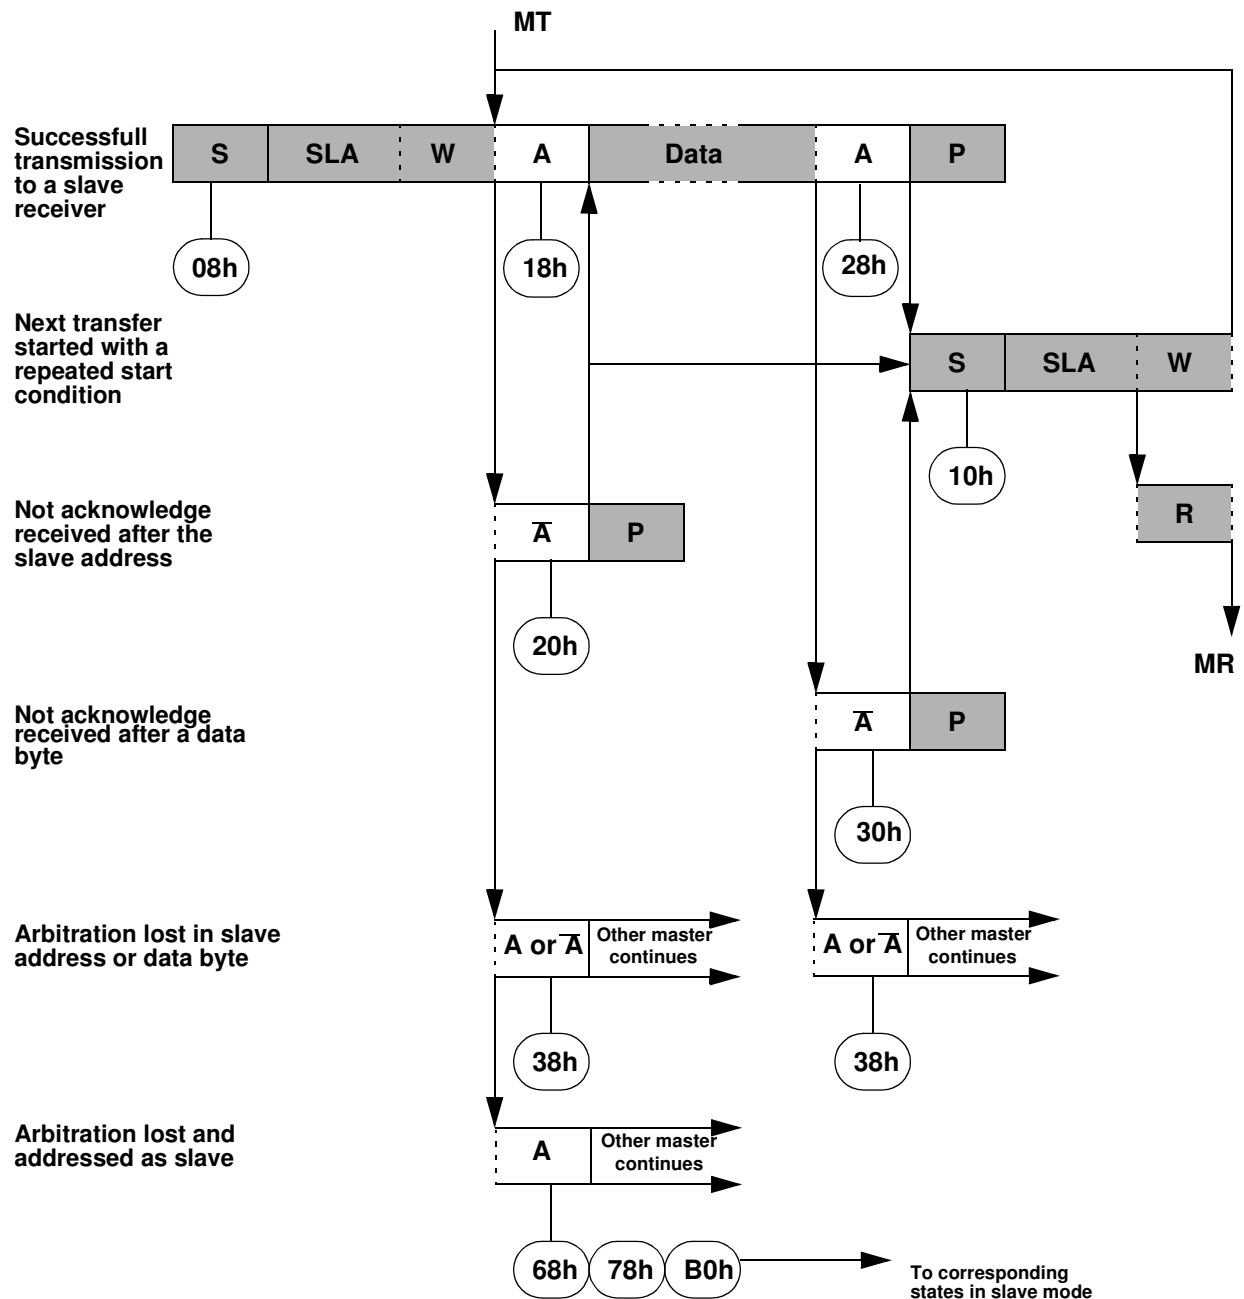 MT
Successfull
transmission
to a slave
receiver
S SLA W A Data A P
08h 18h 28h
Next transfer
started with a
repeated start
condition
S SLA W
10h
Not acknowledge
received after the
slave address
A̅ P
R
20h
MR
Not acknowledge
received after a data
byte
A̅ P
30h
Arbitration lost in slave
address or data byte
A or A̅
Other master
continues
A or A̅
Other master
continues
38h 38h
Arbitration lost and
addressed as slave
A
Other master
continues
68h 78h B0h
To corresponding
states in slave mode